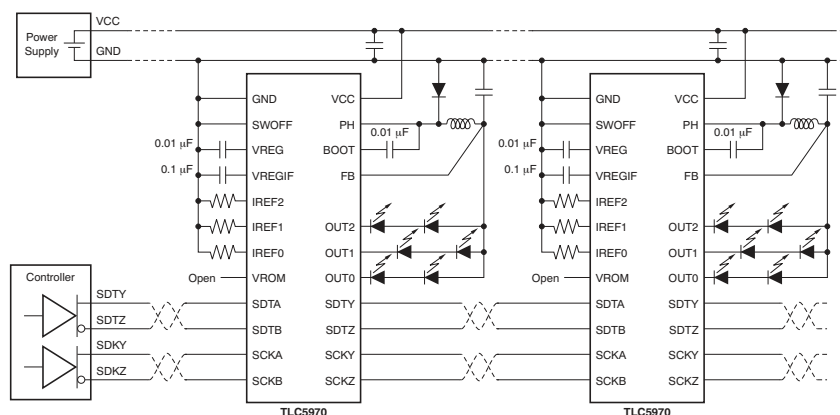 Power
Supply
VCC
GND
GND
SWOFF
0.01 µF
VREG
0.1 µF
VREGIF
IREF2
IREF1
IREF0
Open
VROM
SDTA
SDTB
SCKA
SCKB
VCC
PH
BOOT
0.01 µF
FB
OUT2
OUT1
OUT0
SDTY
SDTZ
SCKY
SCKZ
TLC5970
GND
SWOFF
0.01 µF
VREG
0.1 µF
VREGIF
IREF2
IREF1
IREF0
Open
VROM
SDTA
SDTB
SCKA
SCKB
VCC
PH
BOOT
0.01 µF
FB
OUT2
OUT1
OUT0
SDTY
SDTZ
SCKY
SCKZ
TLC5970
Controller
SDTY
SDTZ
SDKY
SDKZ